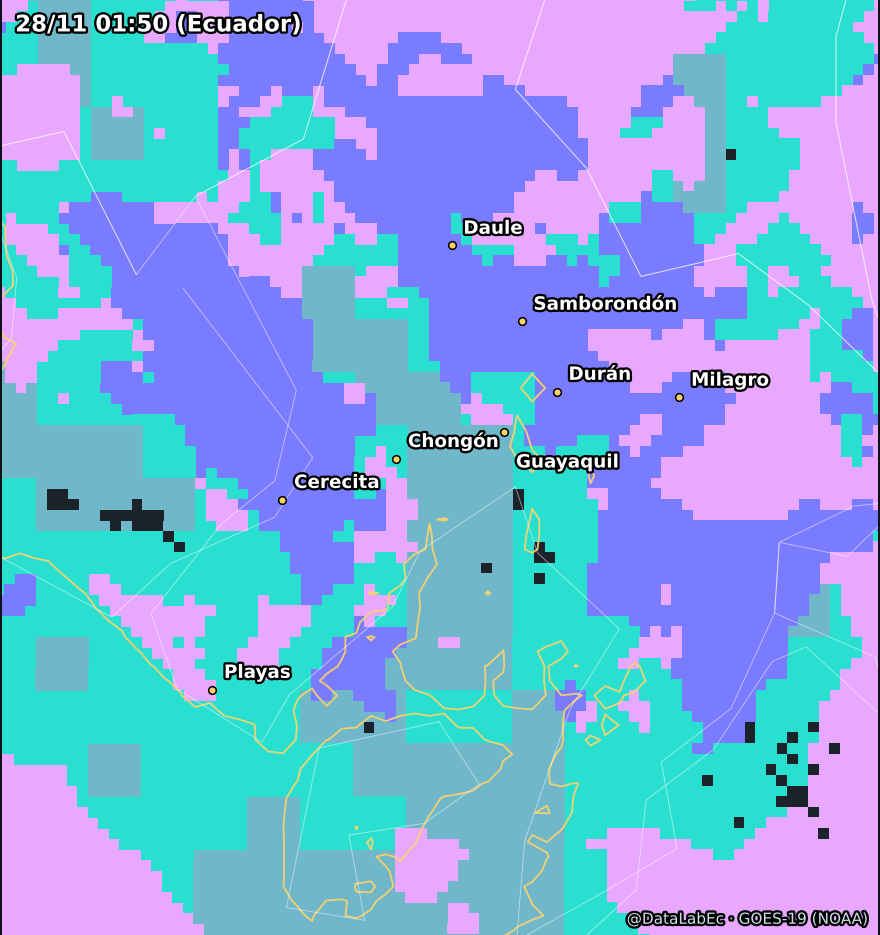 28/11 01:50 (Ecuador)
Daule
Samborondón
Durán
Milagro
Chongón
Guayaquil
Cerecita
Playas
@DataLabEc · GOES-19 (NOAA)